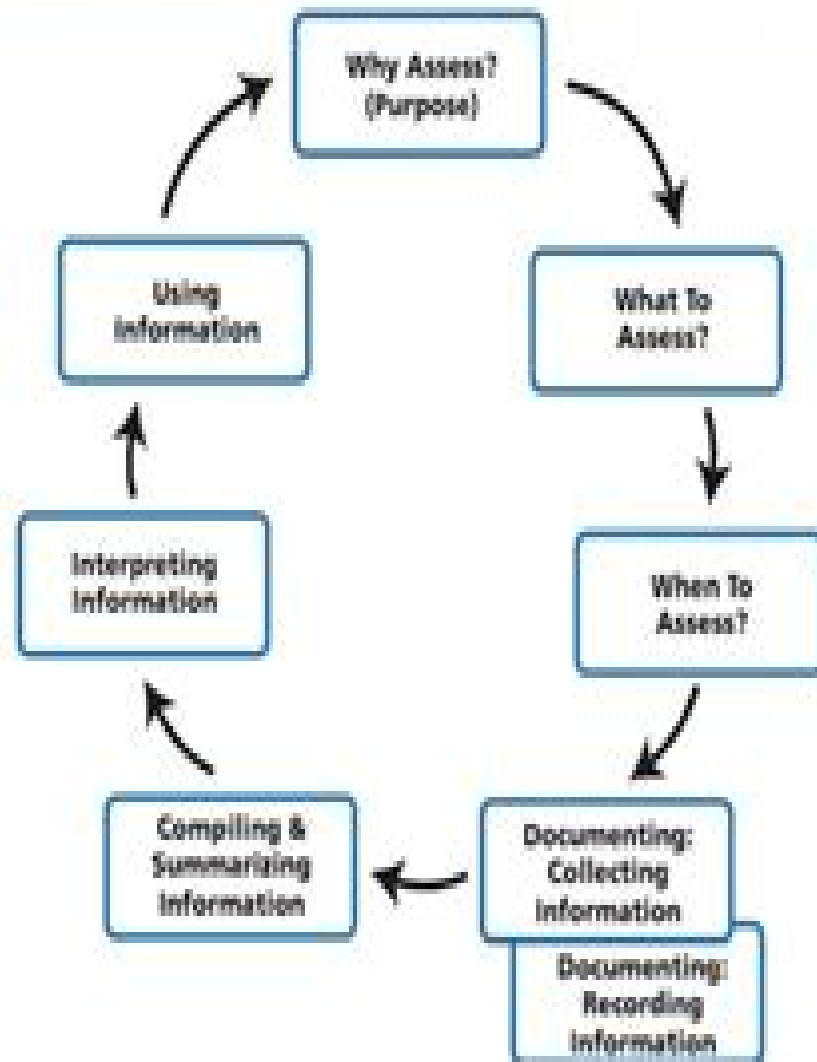 Why Assess?
(Purpose)
What To
Assess?
When To
Assess?
Documenting:
Collecting
Information
Documenting:
Recording
Information
Compiling &
Summarizing
Information
Interpreting
Information
Using
Information